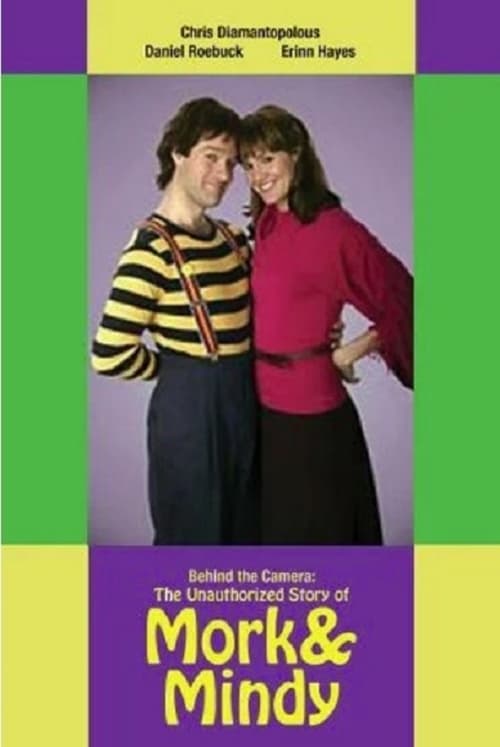 Chris Diamantopolous
Daniel Roebuck Erinn Hayes
Behind the Camera:
The Unauthorized Story of
Mork&
Mindy